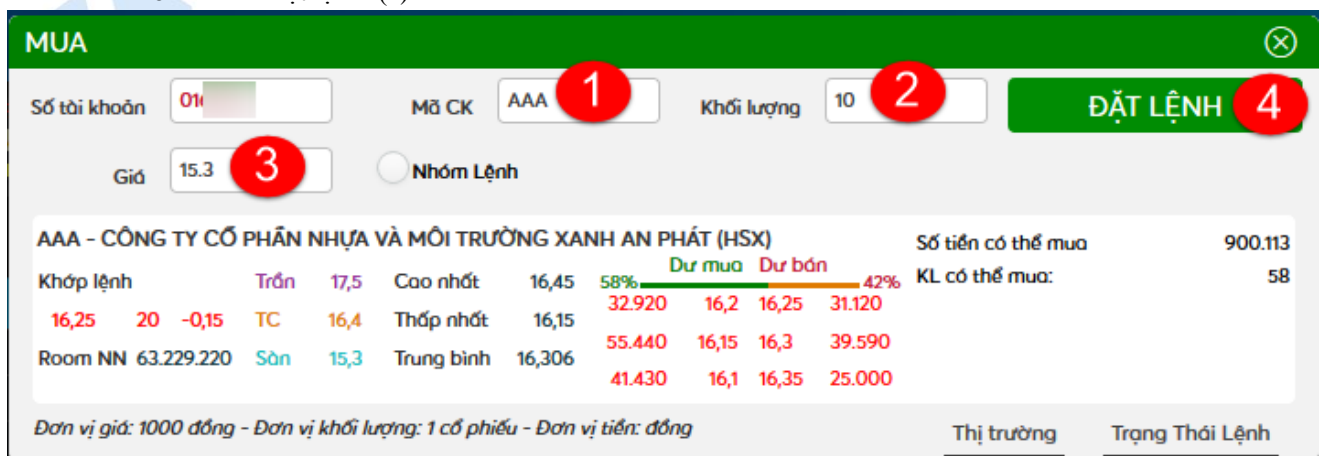 MUA
Số tài khoản 01 Mã CK AAA 1 Khối lượng 10 2 ĐẶT LỆNH 4
Giá 15.3 3 Nhóm Lệnh
AAA - CÔNG TY CỔ PHẦN NHỰA VÀ MÔI TRƯỜNG XANH AN PHÁT (HSX) Số tiền có thể mua 900.113
Dư mua Dư bán
Khớp lệnh Trần 17,5 Cao nhất 16,45 58% 42% KL có thể mua: 58
16,25 20 -0,15 TC 16,4 Thấp nhất 16,15 32.920 16,2 16,25 31.120
55.440 16,15 16,3 39.590
Room NN 63.229.220 Sàn 15,3 Trung bình 16,306
41.430 16,1 16,35 25.000
Đơn vị giá: 1000 đồng - Đơn vị khối lượng: 1 cổ phiếu - Đơn vị tiền: đồng
Thị trường Trạng Thái Lệnh